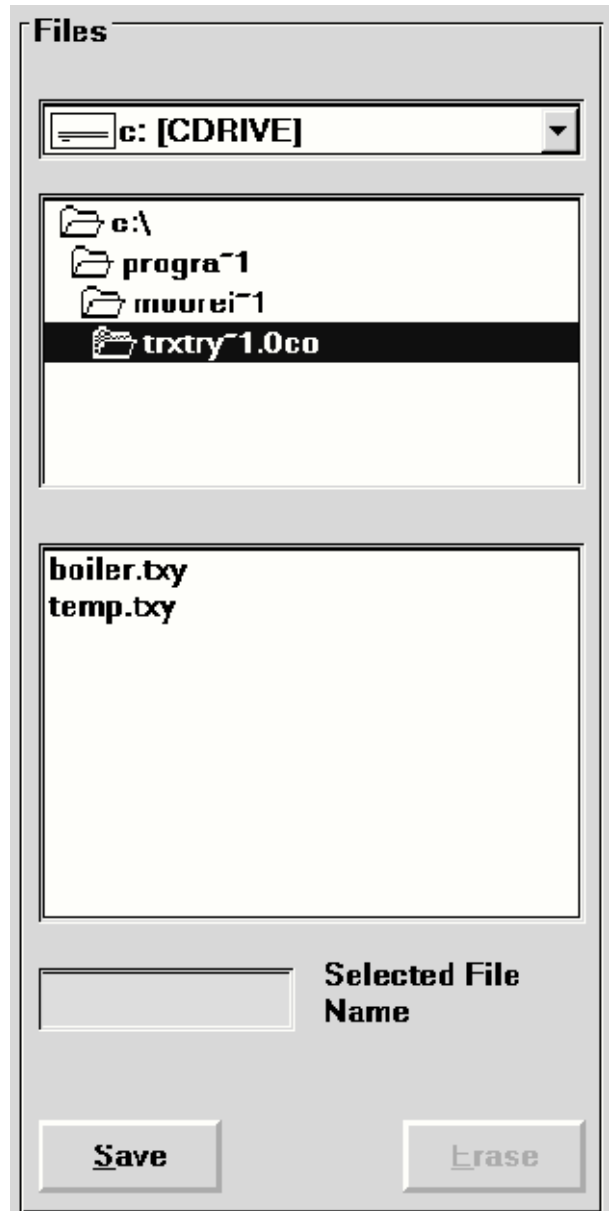 Files
c: [CDRIVE]
c:\
progra~1
moorei~1
trxtry~1.0co
boiler.txy
temp.txy
Selected File
Name
Save
Erase